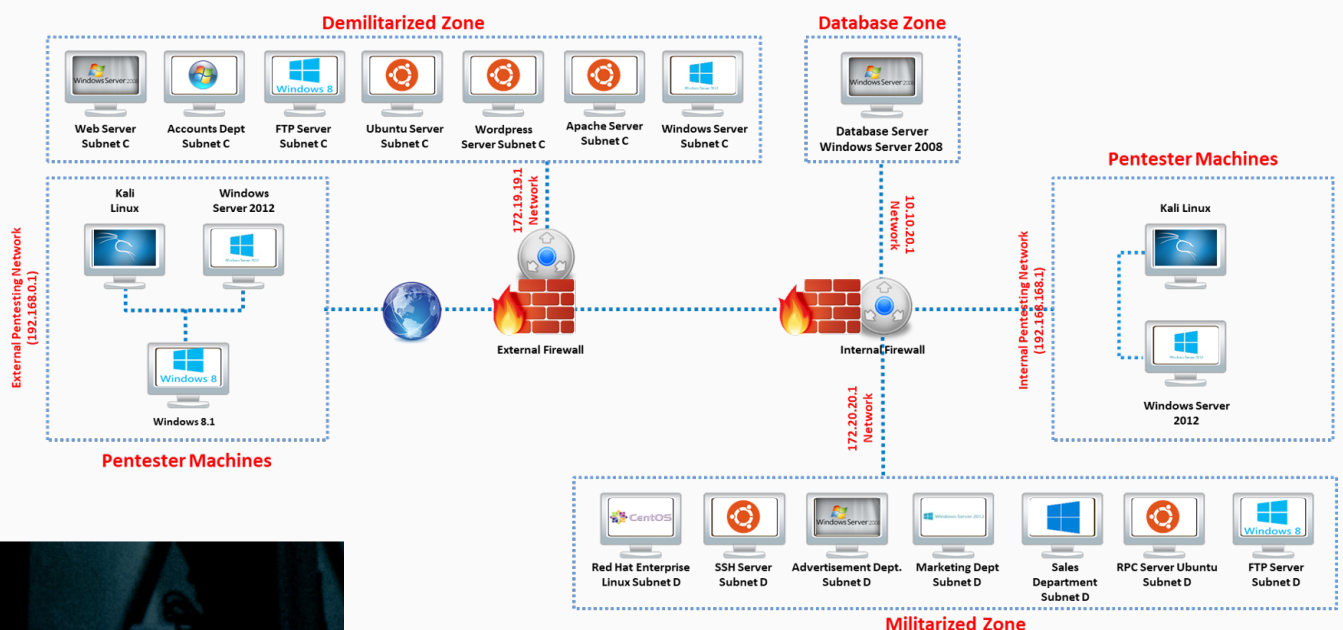 Demilitarized Zone
Windows Server 2008
Windows 8
Web Server
Subnet C
Accounts Dept
Subnet C
FTP Server
Subnet C
Ubuntu Server
Subnet C
Wordpress
Server Subnet C
Apache Server
Subnet C
Windows Server
Subnet C
Database Zone
Windows Server 2008
Database Server
Windows Server 2008
172.19.19.1
Network
10.10.20.1
Network
External Pentesting Network
(192.168.0.1)
Kali
Linux
Windows
Server 2012
Windows 8
Windows 8.1
Pentester Machines
External Firewall
Internal Firewall
Pentester Machines
Internal Pentesting Network
(192.168.168.1)
Kali Linux
Windows Server
2012
172.20.20.1
Network
CentOS
Windows Server 2008
Windows Server 2012
Windows 8
Red Hat Enterprise
Linux Subnet D
SSH Server
Subnet D
Advertisement Dept.
Subnet D
Marketing Dept
Subnet D
Sales
Department
Subnet D
RPC Server Ubuntu
Subnet D
FTP Server
Subnet D
Militarized Zone